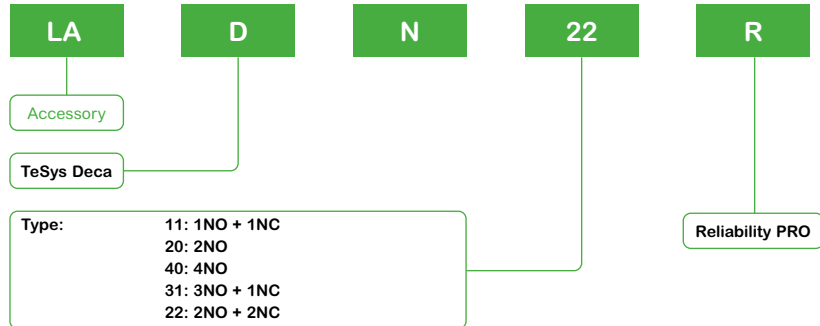 LA D N 22 R
Accessory
TeSys Deca
Type: 11: 1NO + 1NC
20: 2NO
40: 4NO
31: 3NO + 1NC
22: 2NO + 2NC
Reliability PRO